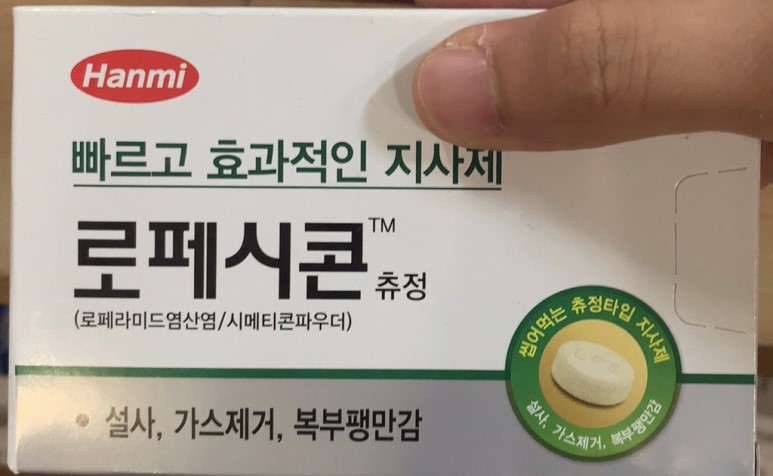 Hanmi
빠르고 효과적인 지사제
로페시콘™ 츄정
(로페라미드염산염/시메티콘파우더)
씹어먹는 츄정타입 지사제
LPS
설사, 가스제거, 복부팽만감
• 설사, 가스제거, 복부팽만감